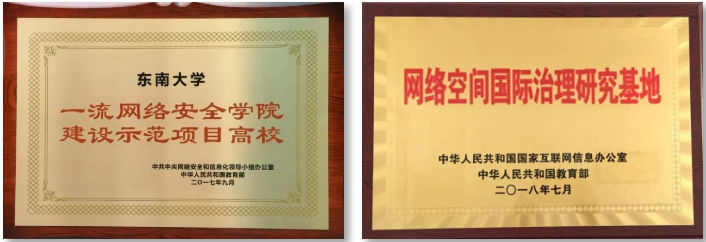 东南大学
一流网络安全学院
建设示范项目高校
中共中央网络安全和信息化领导小组办公室
中华人民共和国教育部
二〇一七年九月
网络空间国际治理研究基地
中华人民共和国国家互联网信息办公室
中华人民共和国教育部
二〇一八年七月